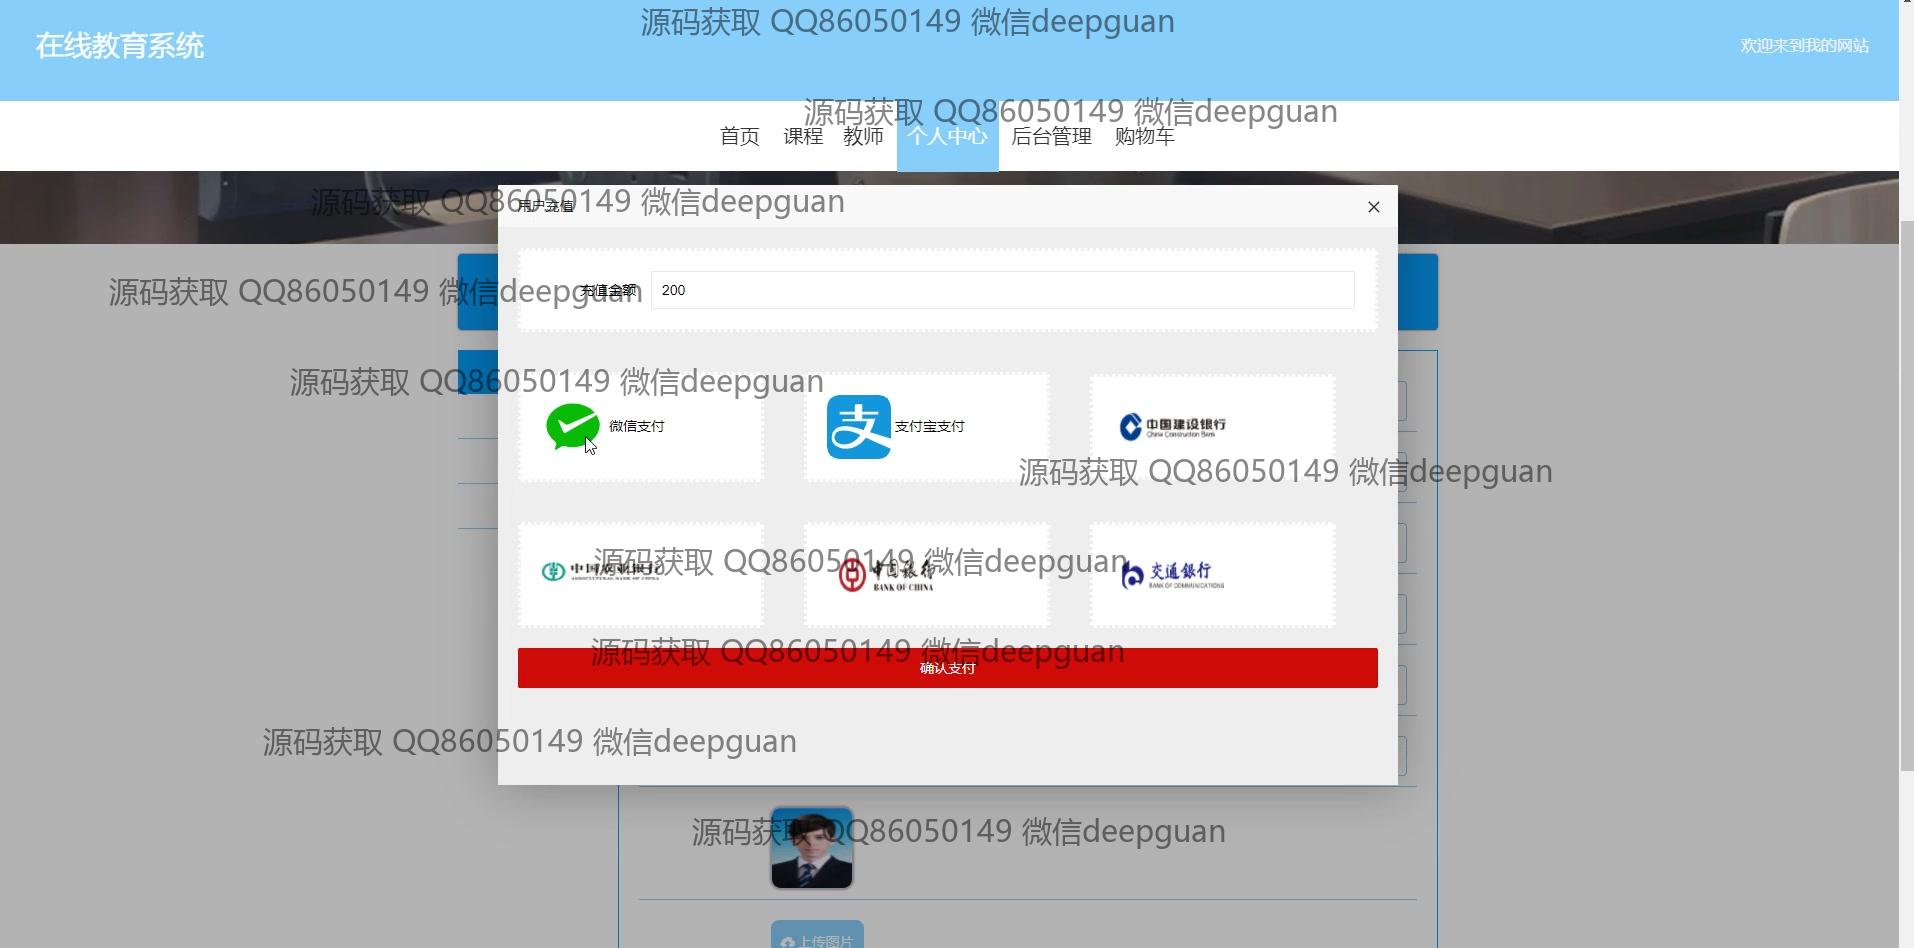 源码获取 QQ86050149 微信deepguan
在线教育系统
欢迎来到我的网站
源码获取 QQ86050149 微信deepguan
首页 课程 教师 个人中心 后台管理 购物车
源码获取 QQ86050149 微信deepguan
用户充值
源码获取 QQ86050149 微信deepguan
充值金额 200
源码获取 QQ86050149 微信deepguan
微信支付 支付宝支付 中国建设银行
China Construction Bank
源码获取 QQ86050149 微信deepguan
源码获取 QQ86050149 微信deepguan
中国农业银行 中国银行 交通銀行
AGRICULTURAL BANK OF CHINA BANK OF CHINA BANK OF COMMUNICATIONS
源码获取 QQ86050149 微信deepguan
确认支付
源码获取 QQ86050149 微信deepguan
源码获取 QQ86050149 微信deepguan
上传图片